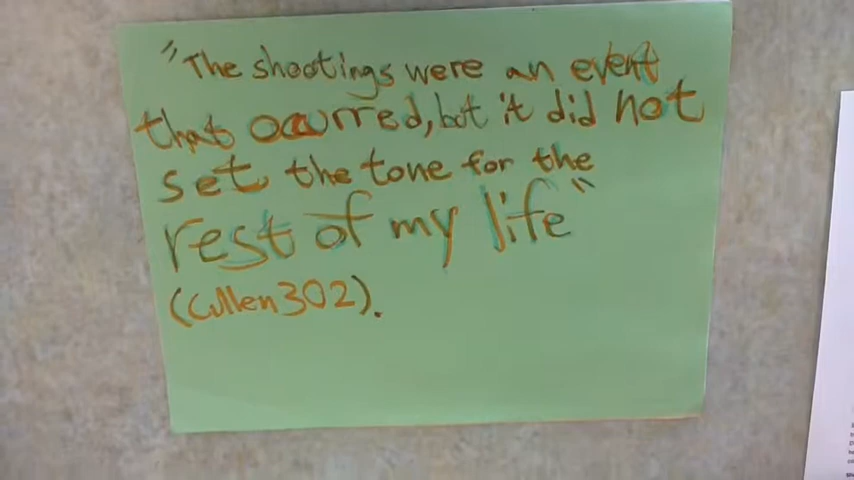 "The shootings were an event
that ocurred, but it did not
set the tone for the
rest of my life"
(Cullen 302).